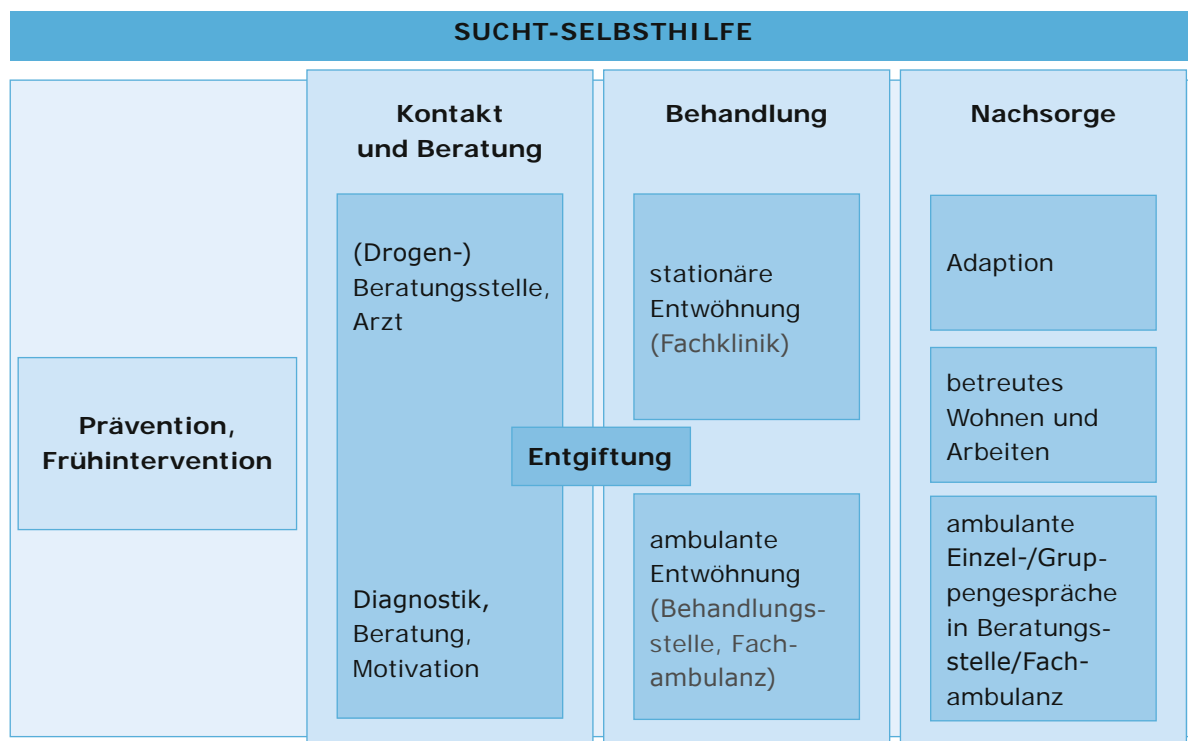 SUCHT-SELBSTHILFE
Prävention,
Frühintervention
Kontakt
und Beratung
(Drogen-)
Beratungsstelle,
Arzt
Diagnostik,
Beratung,
Motivation
Entgiftung
Behandlung
stationäre
Entwöhnung
(Fachklinik)
ambulante
Entwöhnung
(Behandlungs-
stelle, Fach-
ambulanz)
Nachsorge
Adaption
betreutes
Wohnen und
Arbeiten
ambulante
Einzel-/Grup-
pengespräche
in Beratungs-
stelle/Fach-
ambulanz